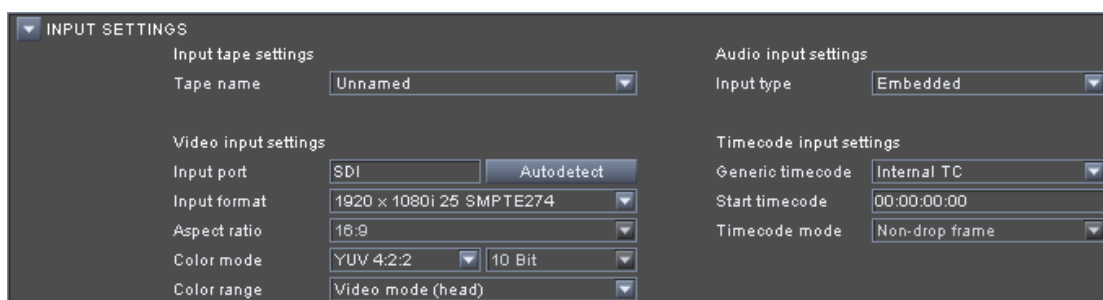 INPUT SETTINGS
Input tape settings
Tape name Unnamed
Video input settings
Input port SDI Autodetect
Input format 1920 x 1080i 25 SMPTE274
Aspect ratio 16:9
Color mode YUV 4:2:2 10 Bit
Color range Video mode (head)
Audio input settings
Input type Embedded
Timecode input settings
Generic timecode Internal TC
Start timecode 00:00:00:00
Timecode mode Non-drop frame